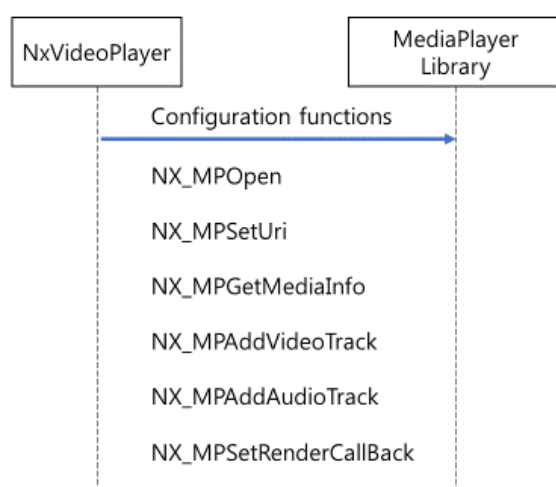 NxVideoPlayer
MediaPlayer
Library
Configuration functions
NX_MPOpen
NX_MPSetUri
NX_MPGetMediaInfo
NX_MPAddVideoTrack
NX_MPAddAudioTrack
NX_MPSetRenderCallBack